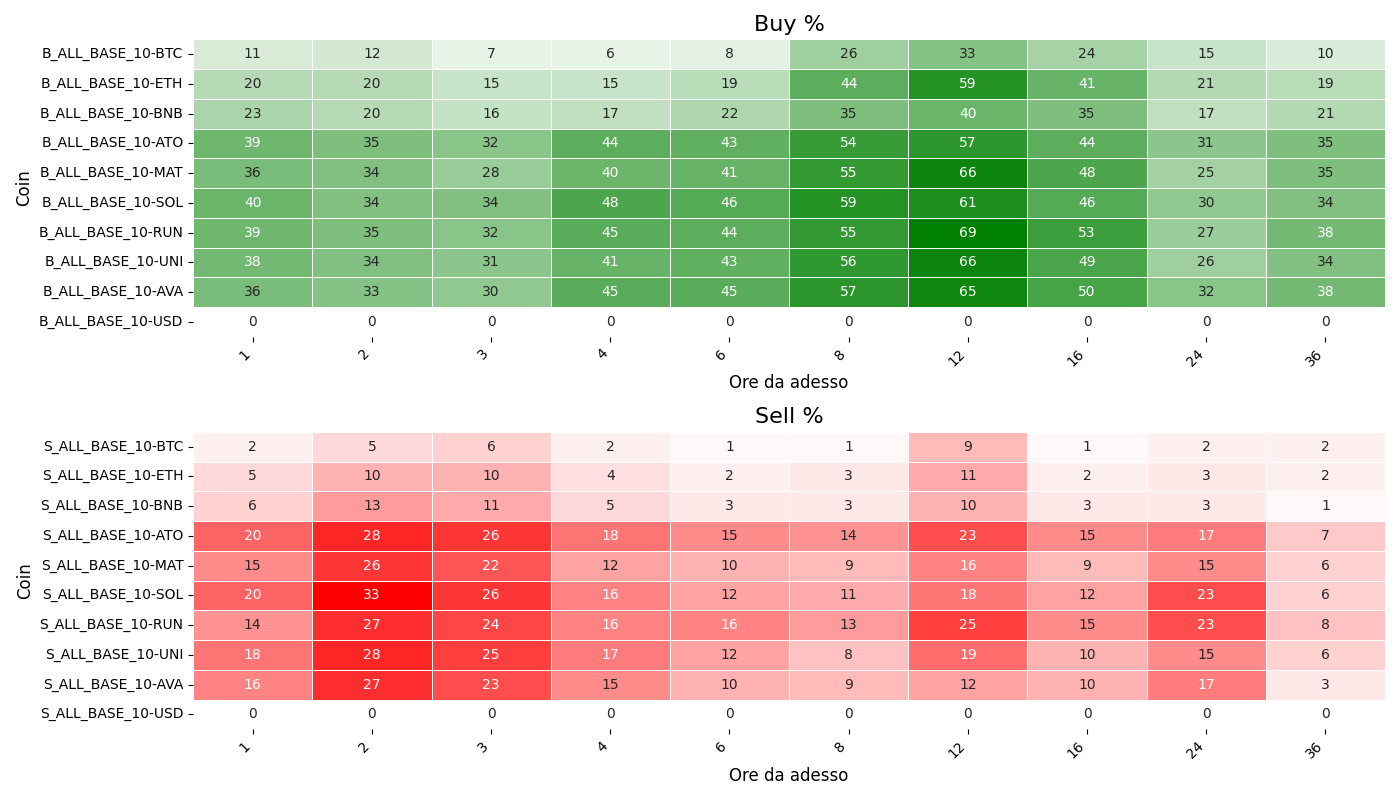 Buy %
Coin
B_ALL_BASE_10-BTC 11 12 7 6 8 26 33 24 15 10
B_ALL_BASE_10-ETH 20 20 15 15 19 44 59 41 21 19
B_ALL_BASE_10-BNB 23 20 16 17 22 35 40 35 17 21
B_ALL_BASE_10-ATO 39 35 32 44 43 54 57 44 31 35
B_ALL_BASE_10-MAT 36 34 28 40 41 55 66 48 25 35
B_ALL_BASE_10-SOL 40 34 34 48 46 59 61 46 30 34
B_ALL_BASE_10-RUN 39 35 32 45 44 55 69 53 27 38
B_ALL_BASE_10-UNI 38 34 31 41 43 56 66 49 26 34
B_ALL_BASE_10-AVA 36 33 30 45 45 57 65 50 32 38
B_ALL_BASE_10-USD 0 0 0 0 0 0 0 0 0 0
1 2 3 4 6 8 12 16 24 36
Ore da adesso
Sell %
Coin
S_ALL_BASE_10-BTC 2 5 6 2 1 1 9 1 2 2
S_ALL_BASE_10-ETH 5 10 10 4 2 3 11 2 3 2
S_ALL_BASE_10-BNB 6 13 11 5 3 3 10 3 3 1
S_ALL_BASE_10-ATO 20 28 26 18 15 14 23 15 17 7
S_ALL_BASE_10-MAT 15 26 22 12 10 9 16 9 15 6
S_ALL_BASE_10-SOL 20 33 26 16 12 11 18 12 23 6
S_ALL_BASE_10-RUN 14 27 24 16 16 13 25 15 23 8
S_ALL_BASE_10-UNI 18 28 25 17 12 8 19 10 15 6
S_ALL_BASE_10-AVA 16 27 23 15 10 9 12 10 17 3
S_ALL_BASE_10-USD 0 0 0 0 0 0 0 0 0 0
1 2 3 4 6 8 12 16 24 36
Ore da adesso